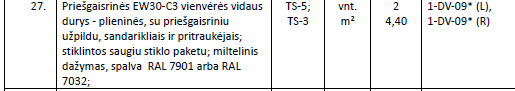 27. Priešgaisrinės EW30-C3 vienvėrės vidaus TS-5; vnt. 2 1-DV-09* (L),
durys - plieninės, su priešgaisriniu TS-3 m² 4,40 1-DV-09* (R)
užpildu, sandarikliais ir pritraukėjais;
stiklintos saugiu stiklo paketu; miltelinis
dažymas, spalva RAL 7901 arba RAL
7032;